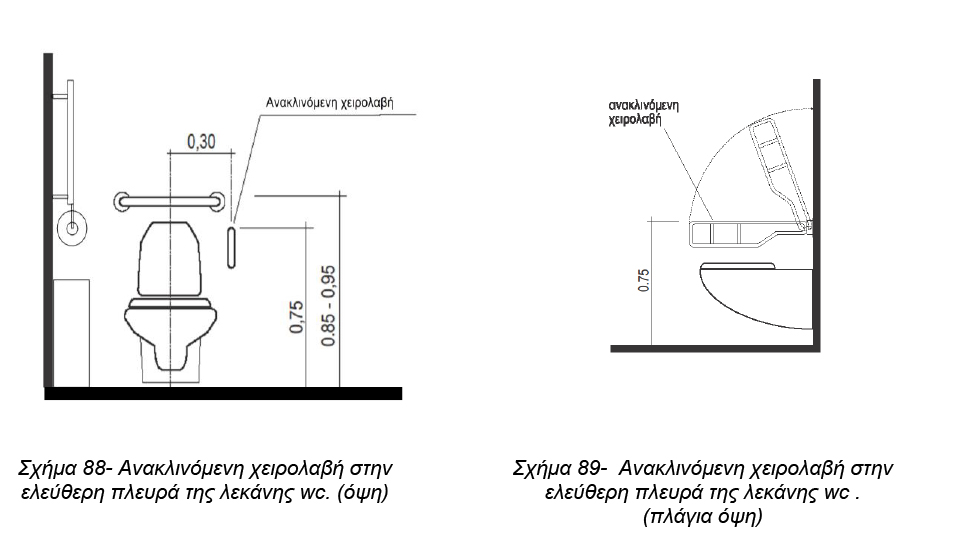 Ανακλινόμενη χειρολαβή
0,30
0,75
0.85 - 0,95
Σχήμα 88- Ανακλινόμενη χειρολαβή στην
ελεύθερη πλευρά της λεκάνης wc. (όψη)
ανακλινόμενη
χειρολαβή
0.75
Σχήμα 89-  Ανακλινόμενη χειρολαβή στην
ελεύθερη πλευρά της λεκάνης wc .
(πλάγια όψη)